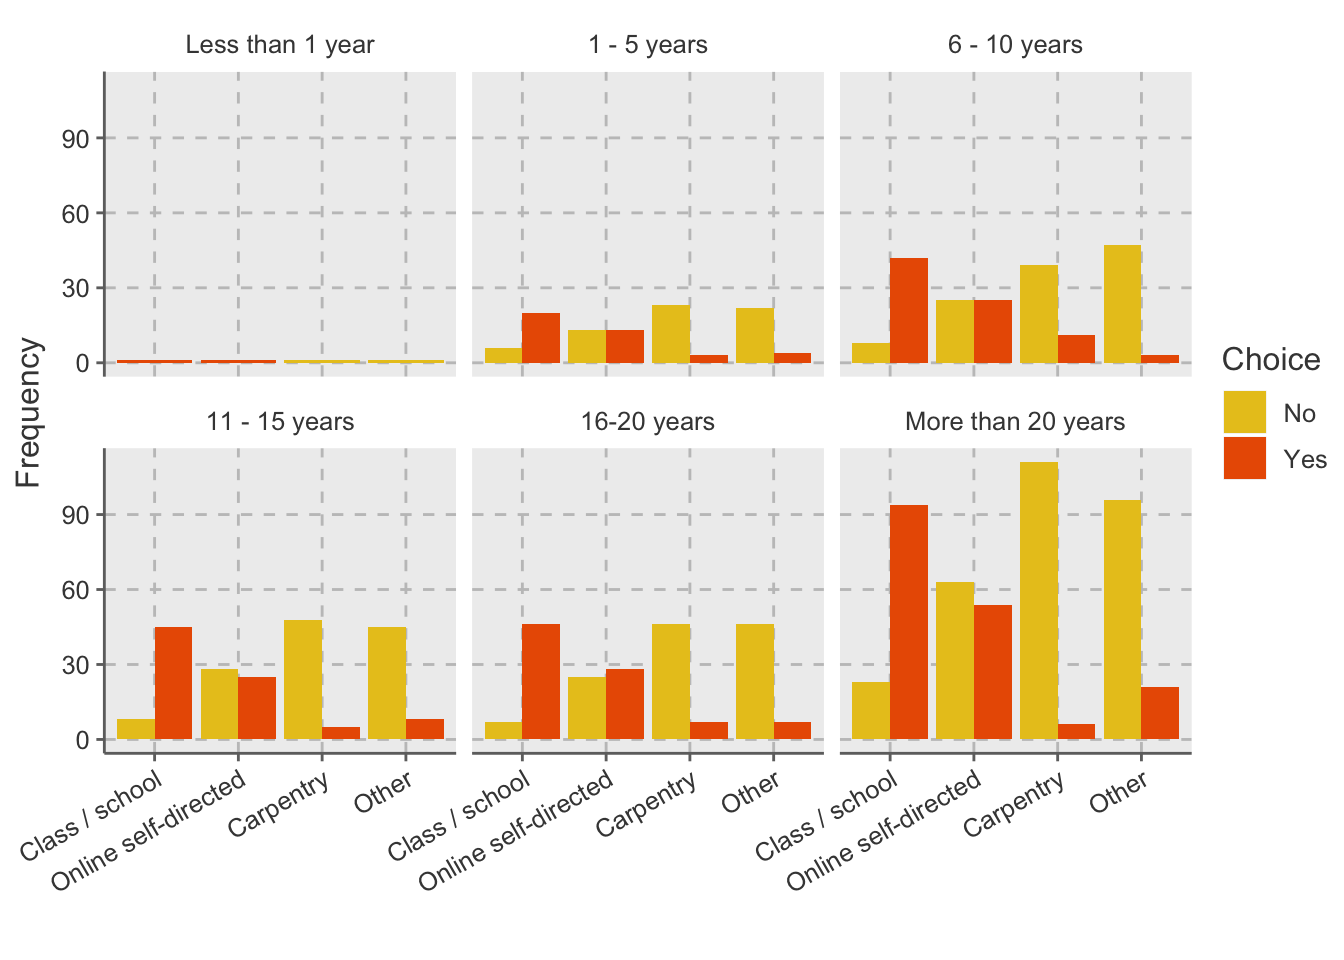 Less than 1 year
1 - 5 years
6 - 10 years
90
60
30
0
Frequency
11 - 15 years
16-20 years
More than 20 years
90
60
30
0
Class / school
Online self-directed
Carpentry
Other
Class / school
Online self-directed
Carpentry
Other
Class / school
Online self-directed
Carpentry
Other
Choice
No
Yes